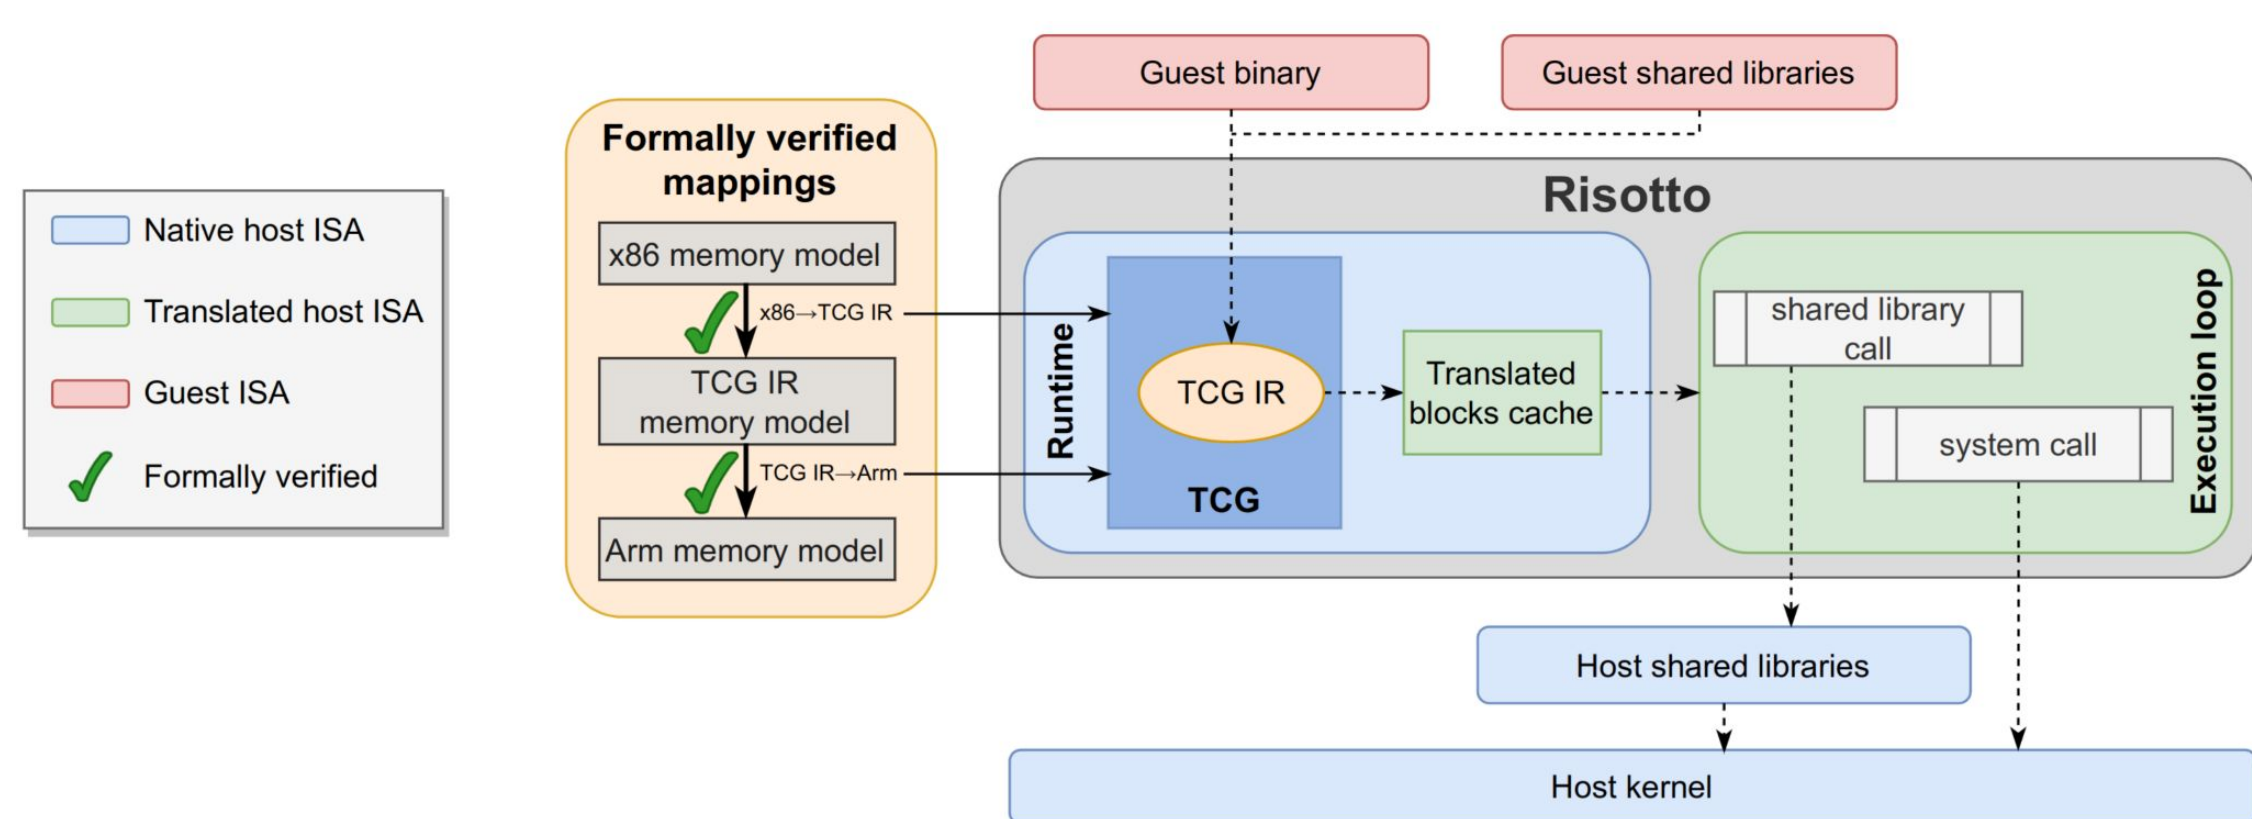 Native host ISA
Translated host ISA
Guest ISA
Formally verified
Formally verified
mappings
x86 memory model
x86→TCG IR
TCG IR
memory model
TCG IR→Arm
Arm memory model
Guest binary
Guest shared libraries
Risotto
Runtime
TCG IR
TCG
Translated
blocks cache
shared library
call
system call
Execution loop
Host shared libraries
Host kernel